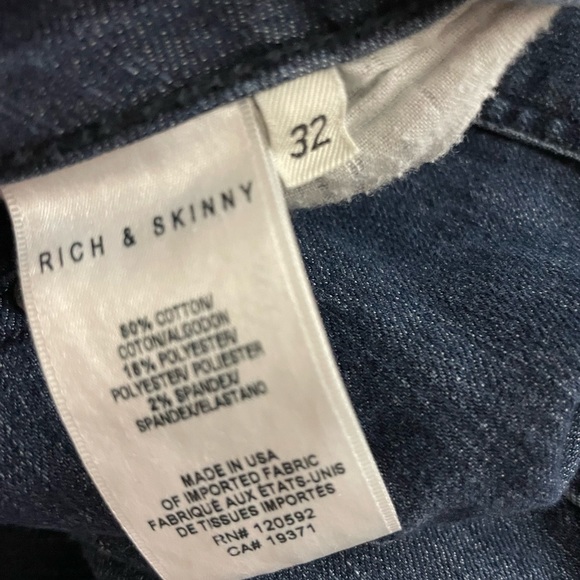 32
RICH & SKINNY
80% COTTON/
COTON/ALGODON
18% POLYESTER/
POLYESTER/POLIESTER
2% SPANDEX/
SPANDEX/ELASTANO
MADE IN USA
OF IMPORTED FABRIC
FABRIQUE AUX ETATS-UNIS
DE TISSUES IMPORTES
RN# 120592
CA# 19371